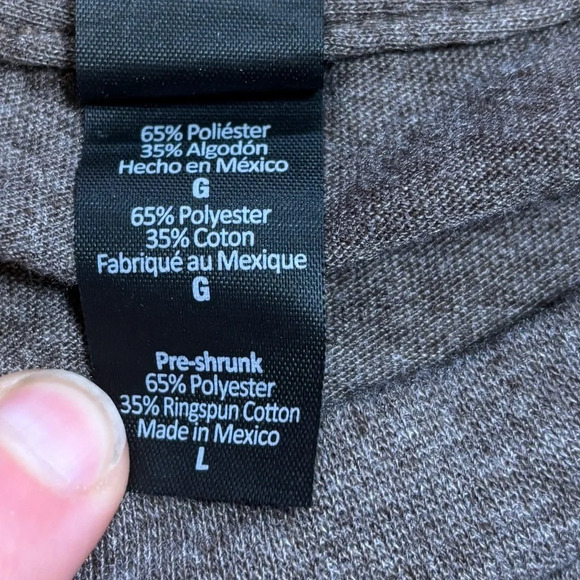 65% Poliéster
35% Algodón
Hecho en México
G
65% Polyester
35% Coton
Fabriqué au Mexique
G
Pre-shrunk
65% Polyester
35% Ringspun Cotton
Made in Mexico
L